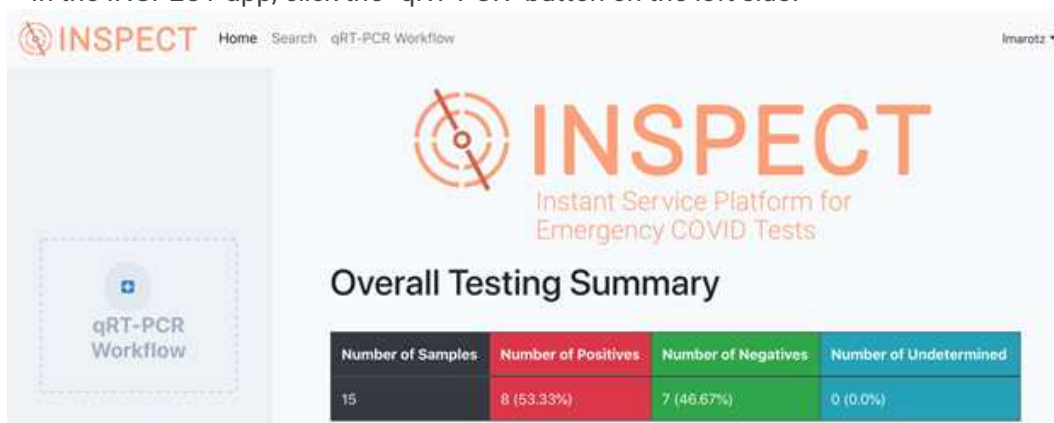 INSPECT Home Search qRT-PCR Workflow lmarotz
INSPECT
Instant Service Platform for
Emergency COVID Tests
Overall Testing Summary
qRT-PCR
Workflow
Number of Samples Number of Positives Number of Negatives Number of Undetermined
15 8 (53.33%) 7 (46.67%) 0 (0.0%)